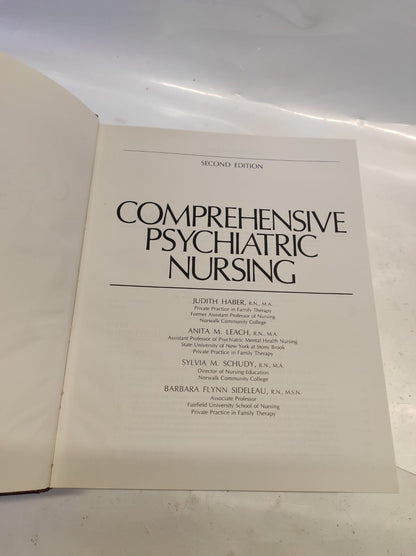 SECOND EDITION
COMPREHENSIVE
PSYCHIATRIC
NURSING
JUDITH HABER, R.N., M.A.
Private Practice in Family Therapy
Former Assistant Professor of Nursing
Norwalk Community College
ANITA M. LEACH, R.N., M.A.
Assistant Professor of Psychiatric Mental Health Nursing
State University of New York at Stony Brook
Private Practice in Family Therapy
SYLVIA M. SCHUDY, R.N., M.A.
Director of Nursing Education
Norwalk Community College
BARBARA FLYNN SIDELEAU, R.N., M.S.N.
Associate Professor
Fairfield University School of Nursing
Private Practice in Family Therapy